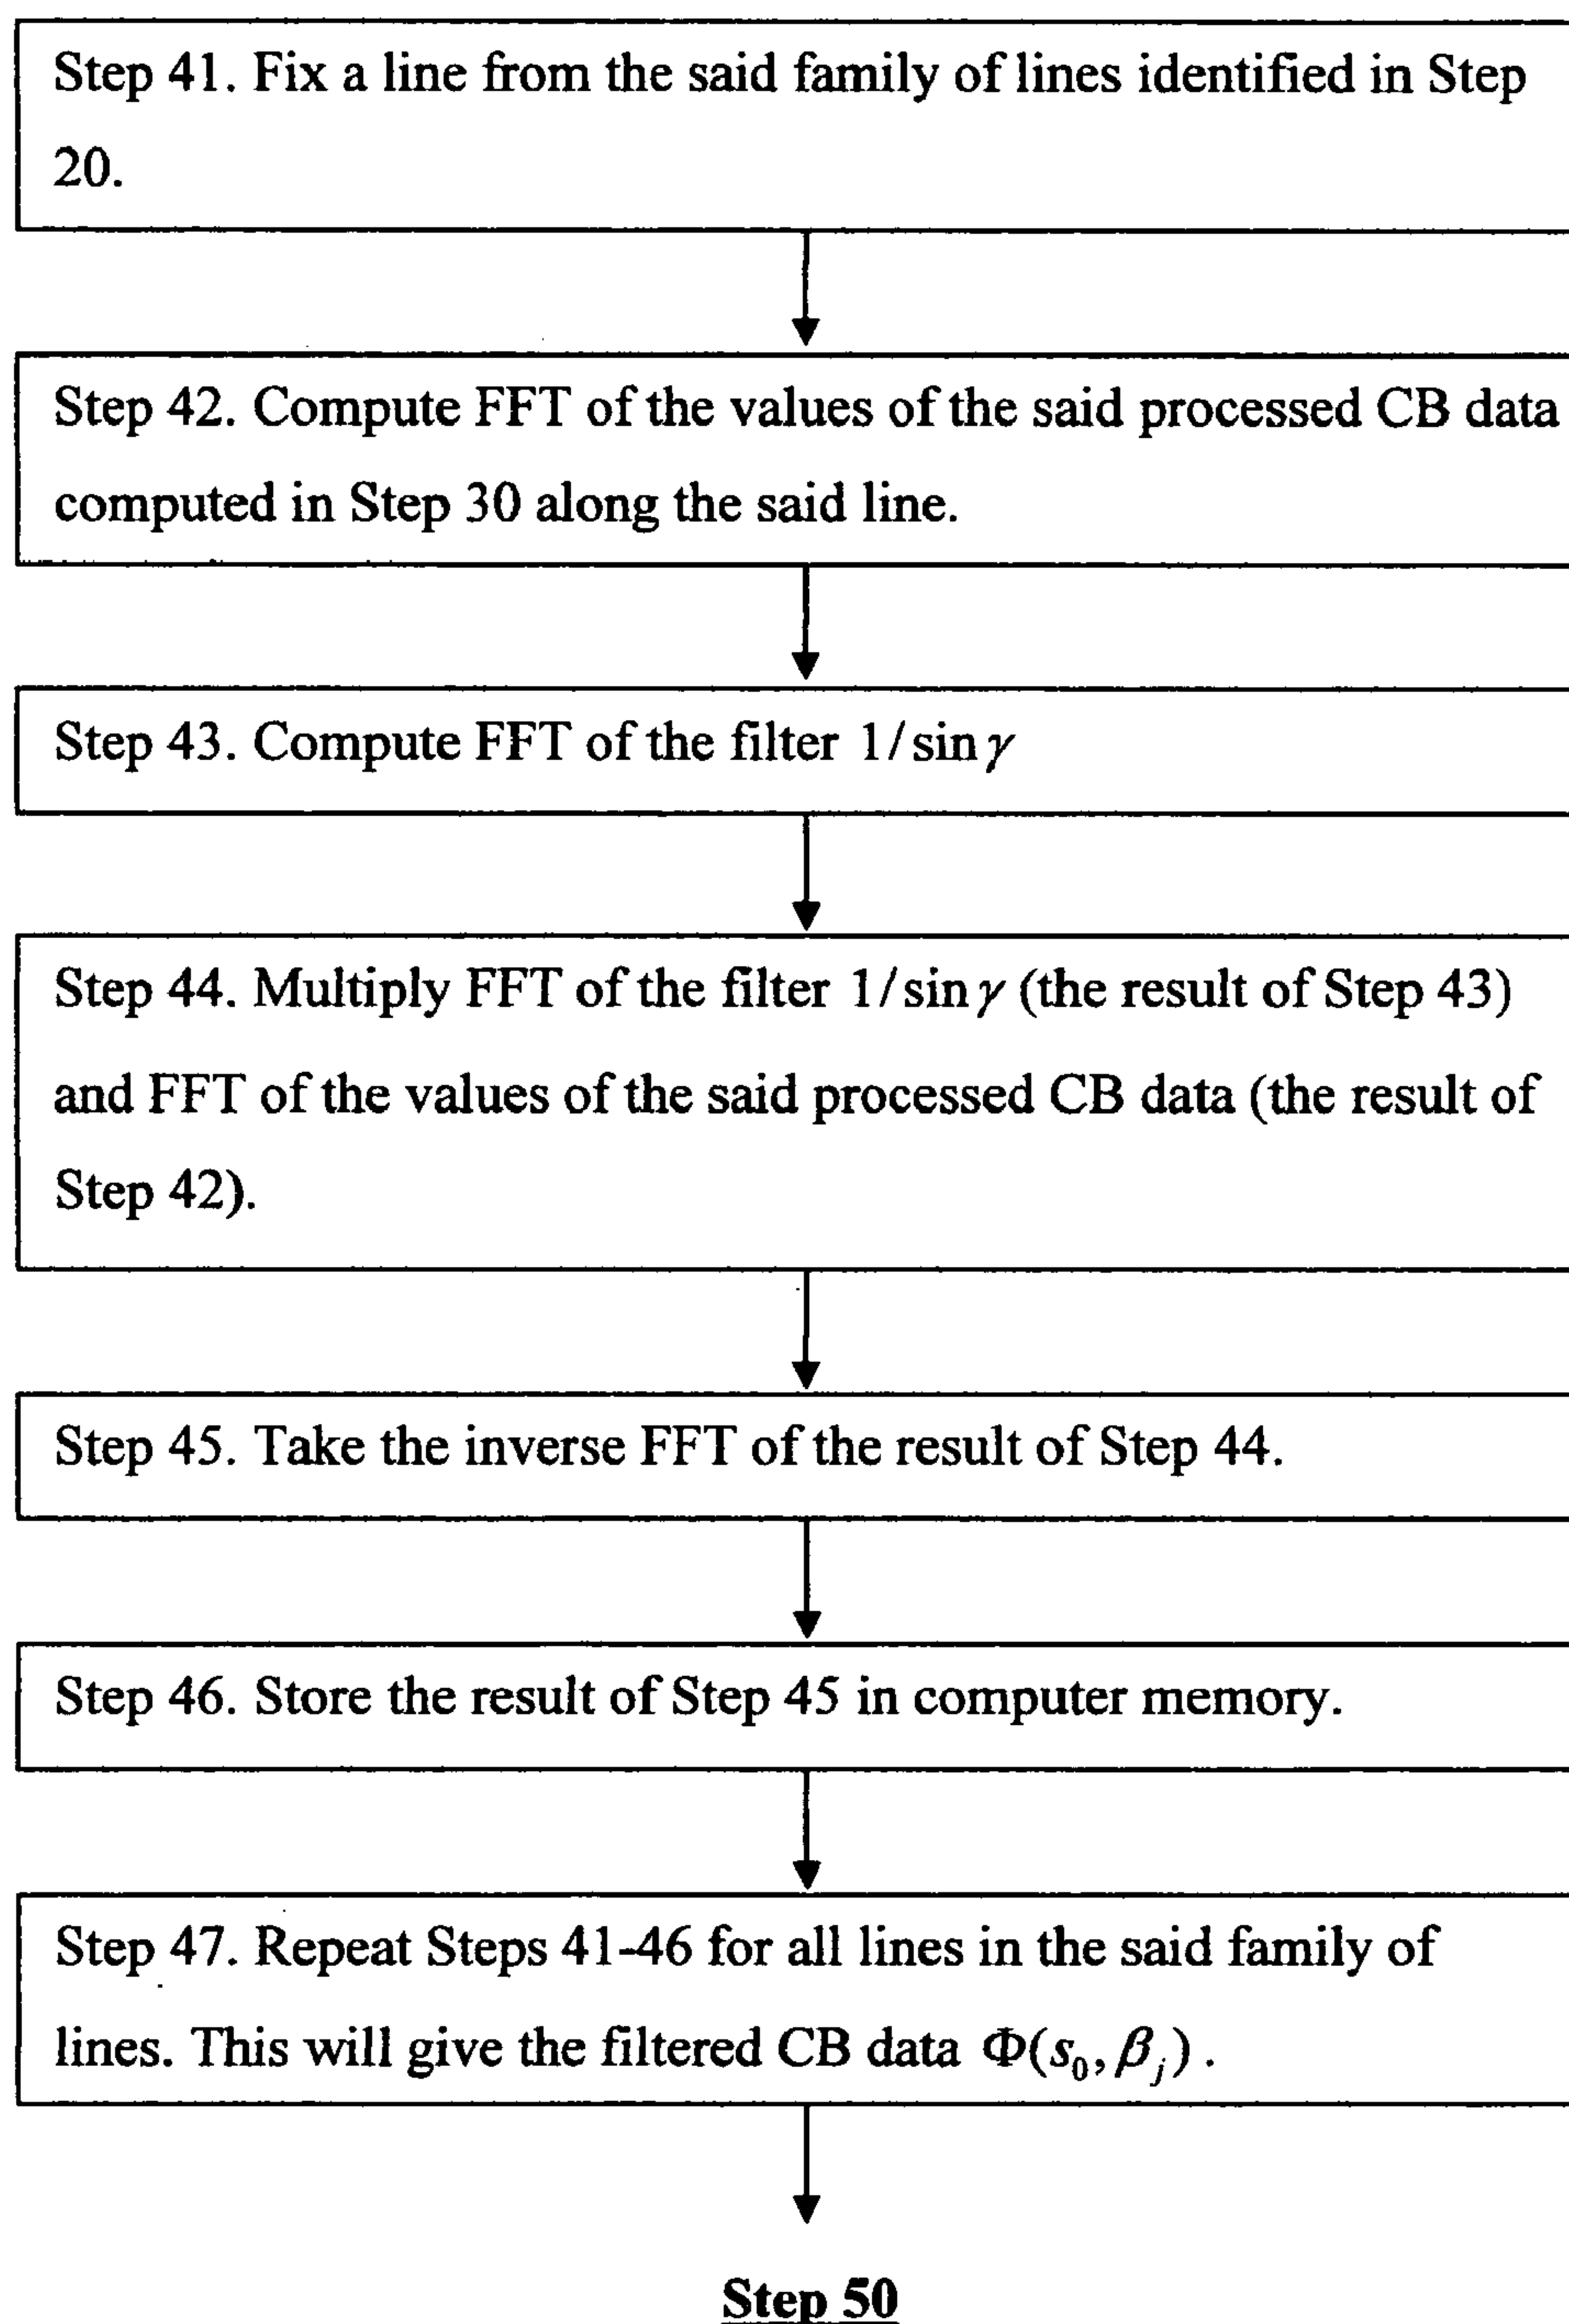 Step 41. Fix a line from the said family of lines identified in Step
20.
Step 42. Compute FFT of the values of the said processed CB data
computed in Step 30 along the said line.
Step 43. Compute FFT of the filter 1/sin γ
Step 44. Multiply FFT of the filter 1/sin γ (the result of Step 43)
and FFT of the values of the said processed CB data (the result of
Step 42).
Step 45. Take the inverse FFT of the result of Step 44.
Step 46. Store the result of Step 45 in computer memory.
Step 47. Repeat Steps 41-46 for all lines in the said family of
lines. This will give the filtered CB data Φ(s₀, βⱼ).
Step 50